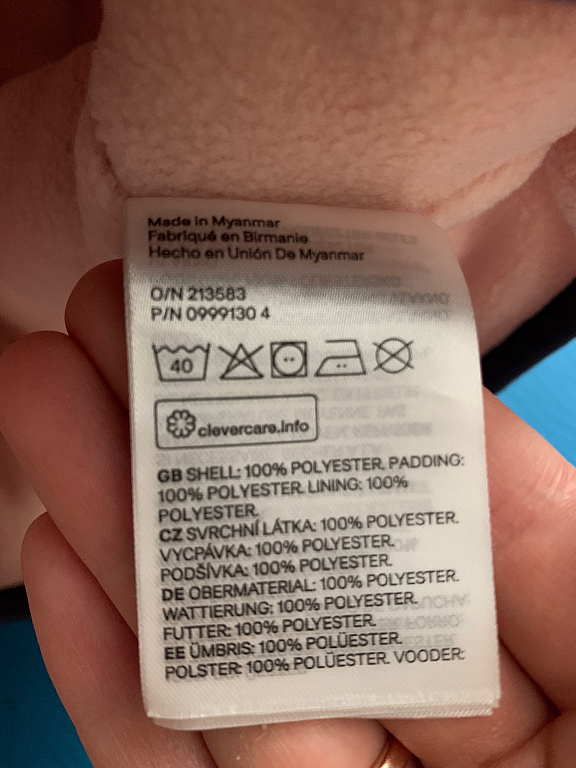 Made in Myanmar
Fabriqué en Birmanie
Hecho en Unión De Myanmar
O/N 213583
P/N 0999130 4
40
clevercare.info
GB SHELL: 100% POLYESTER. PADDING:
100% POLYESTER. LINING: 100%
POLYESTER.
CZ SVRCHNÍ LÁTKA: 100% POLYESTER.
VYCPÁVKA: 100% POLYESTER.
PODŠÍVKA: 100% POLYESTER.
DE OBERMATERIAL: 100% POLYESTER.
WATTIERUNG: 100% POLYESTER.
FUTTER: 100% POLYESTER.
EE ÜMBRIS: 100% POLÜESTER.
POLSTER: 100% POLÜESTER. VOODER: